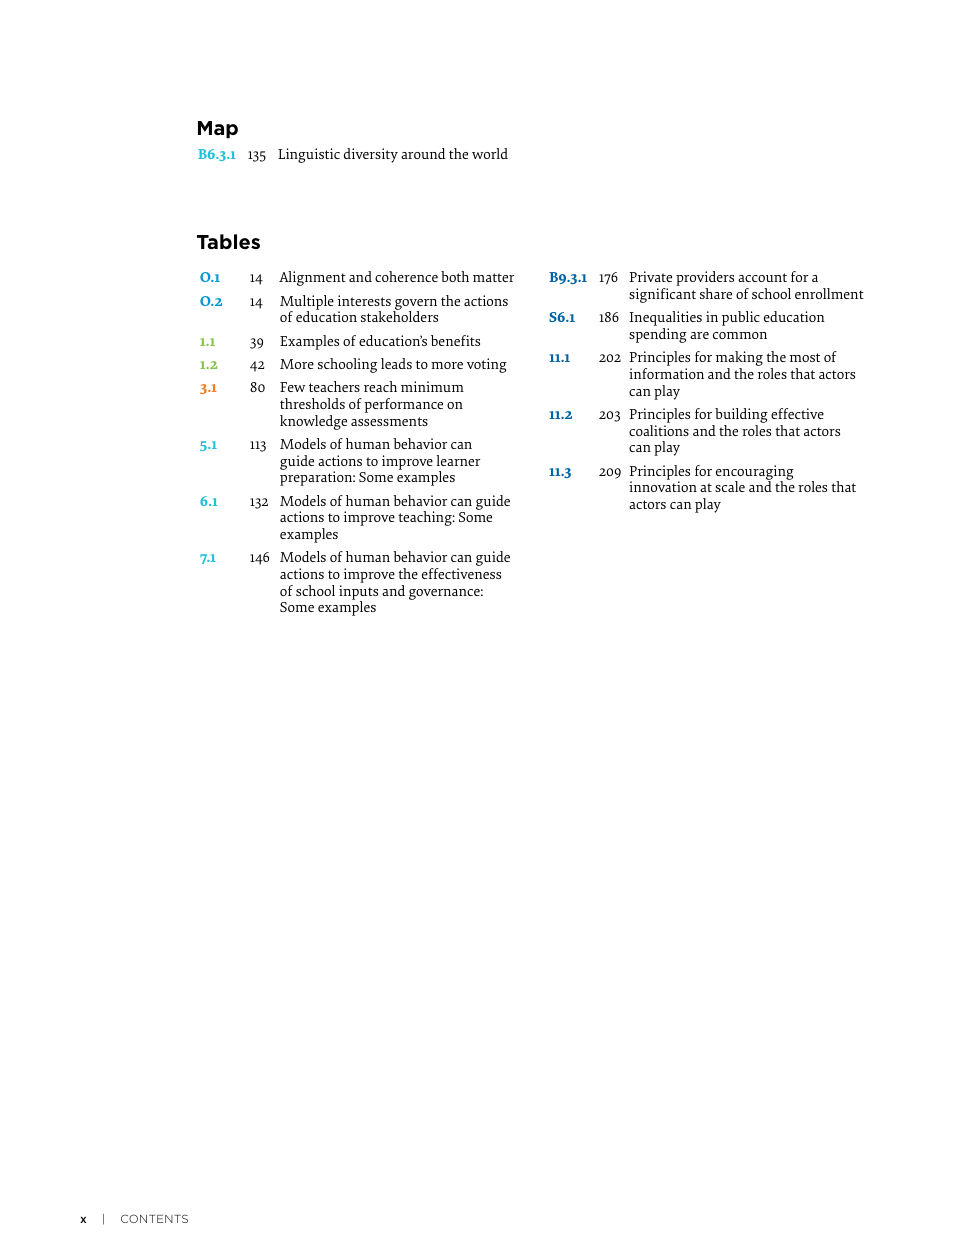 Map
B6.3.1 135 Linguistic diversity around the world
Tables
O.1 14 Alignment and coherence both matter
O.2 14 Multiple interests govern the actions
of education stakeholders
1.1 39 Examples of education's benefits
1.2 42 More schooling leads to more voting
3.1 80 Few teachers reach minimum
thresholds of performance on
knowledge assessments
5.1 113 Models of human behavior can
guide actions to improve learner
preparation: Some examples
6.1 132 Models of human behavior can guide
actions to improve teaching: Some
examples
7.1 146 Models of human behavior can guide
actions to improve the effectiveness
of school inputs and governance:
Some examples
B9.3.1 176 Private providers account for a
significant share of school enrollment
S6.1 186 Inequalities in public education
spending are common
11.1 202 Principles for making the most of
information and the roles that actors
can play
11.2 203 Principles for building effective
coalitions and the roles that actors
can play
11.3 209 Principles for encouraging
innovation at scale and the roles that
actors can play
x | CONTENTS